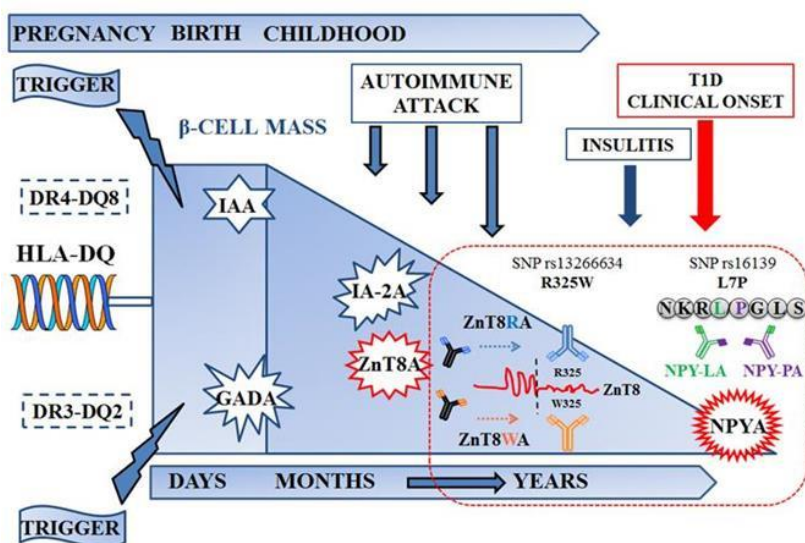 PREGNANCY BIRTH CHILDHOOD
TRIGGER
AUTOIMMUNE
ATTACK
T1D
CLINICAL ONSET
β-CELL MASS
INSULITIS
DR4-DQ8
IAA
HLA-DQ
IA-2A
SNP rs13266634
R325W
SNP rs16139
L7P
NKRLPGLS
ZnT8RA
ZnT8A
R325
ZnT8
W325
NPY-LA NPY-PA
DR3-DQ2
GADA
ZnT8WA
NPYA
DAYS MONTHS YEARS
TRIGGER